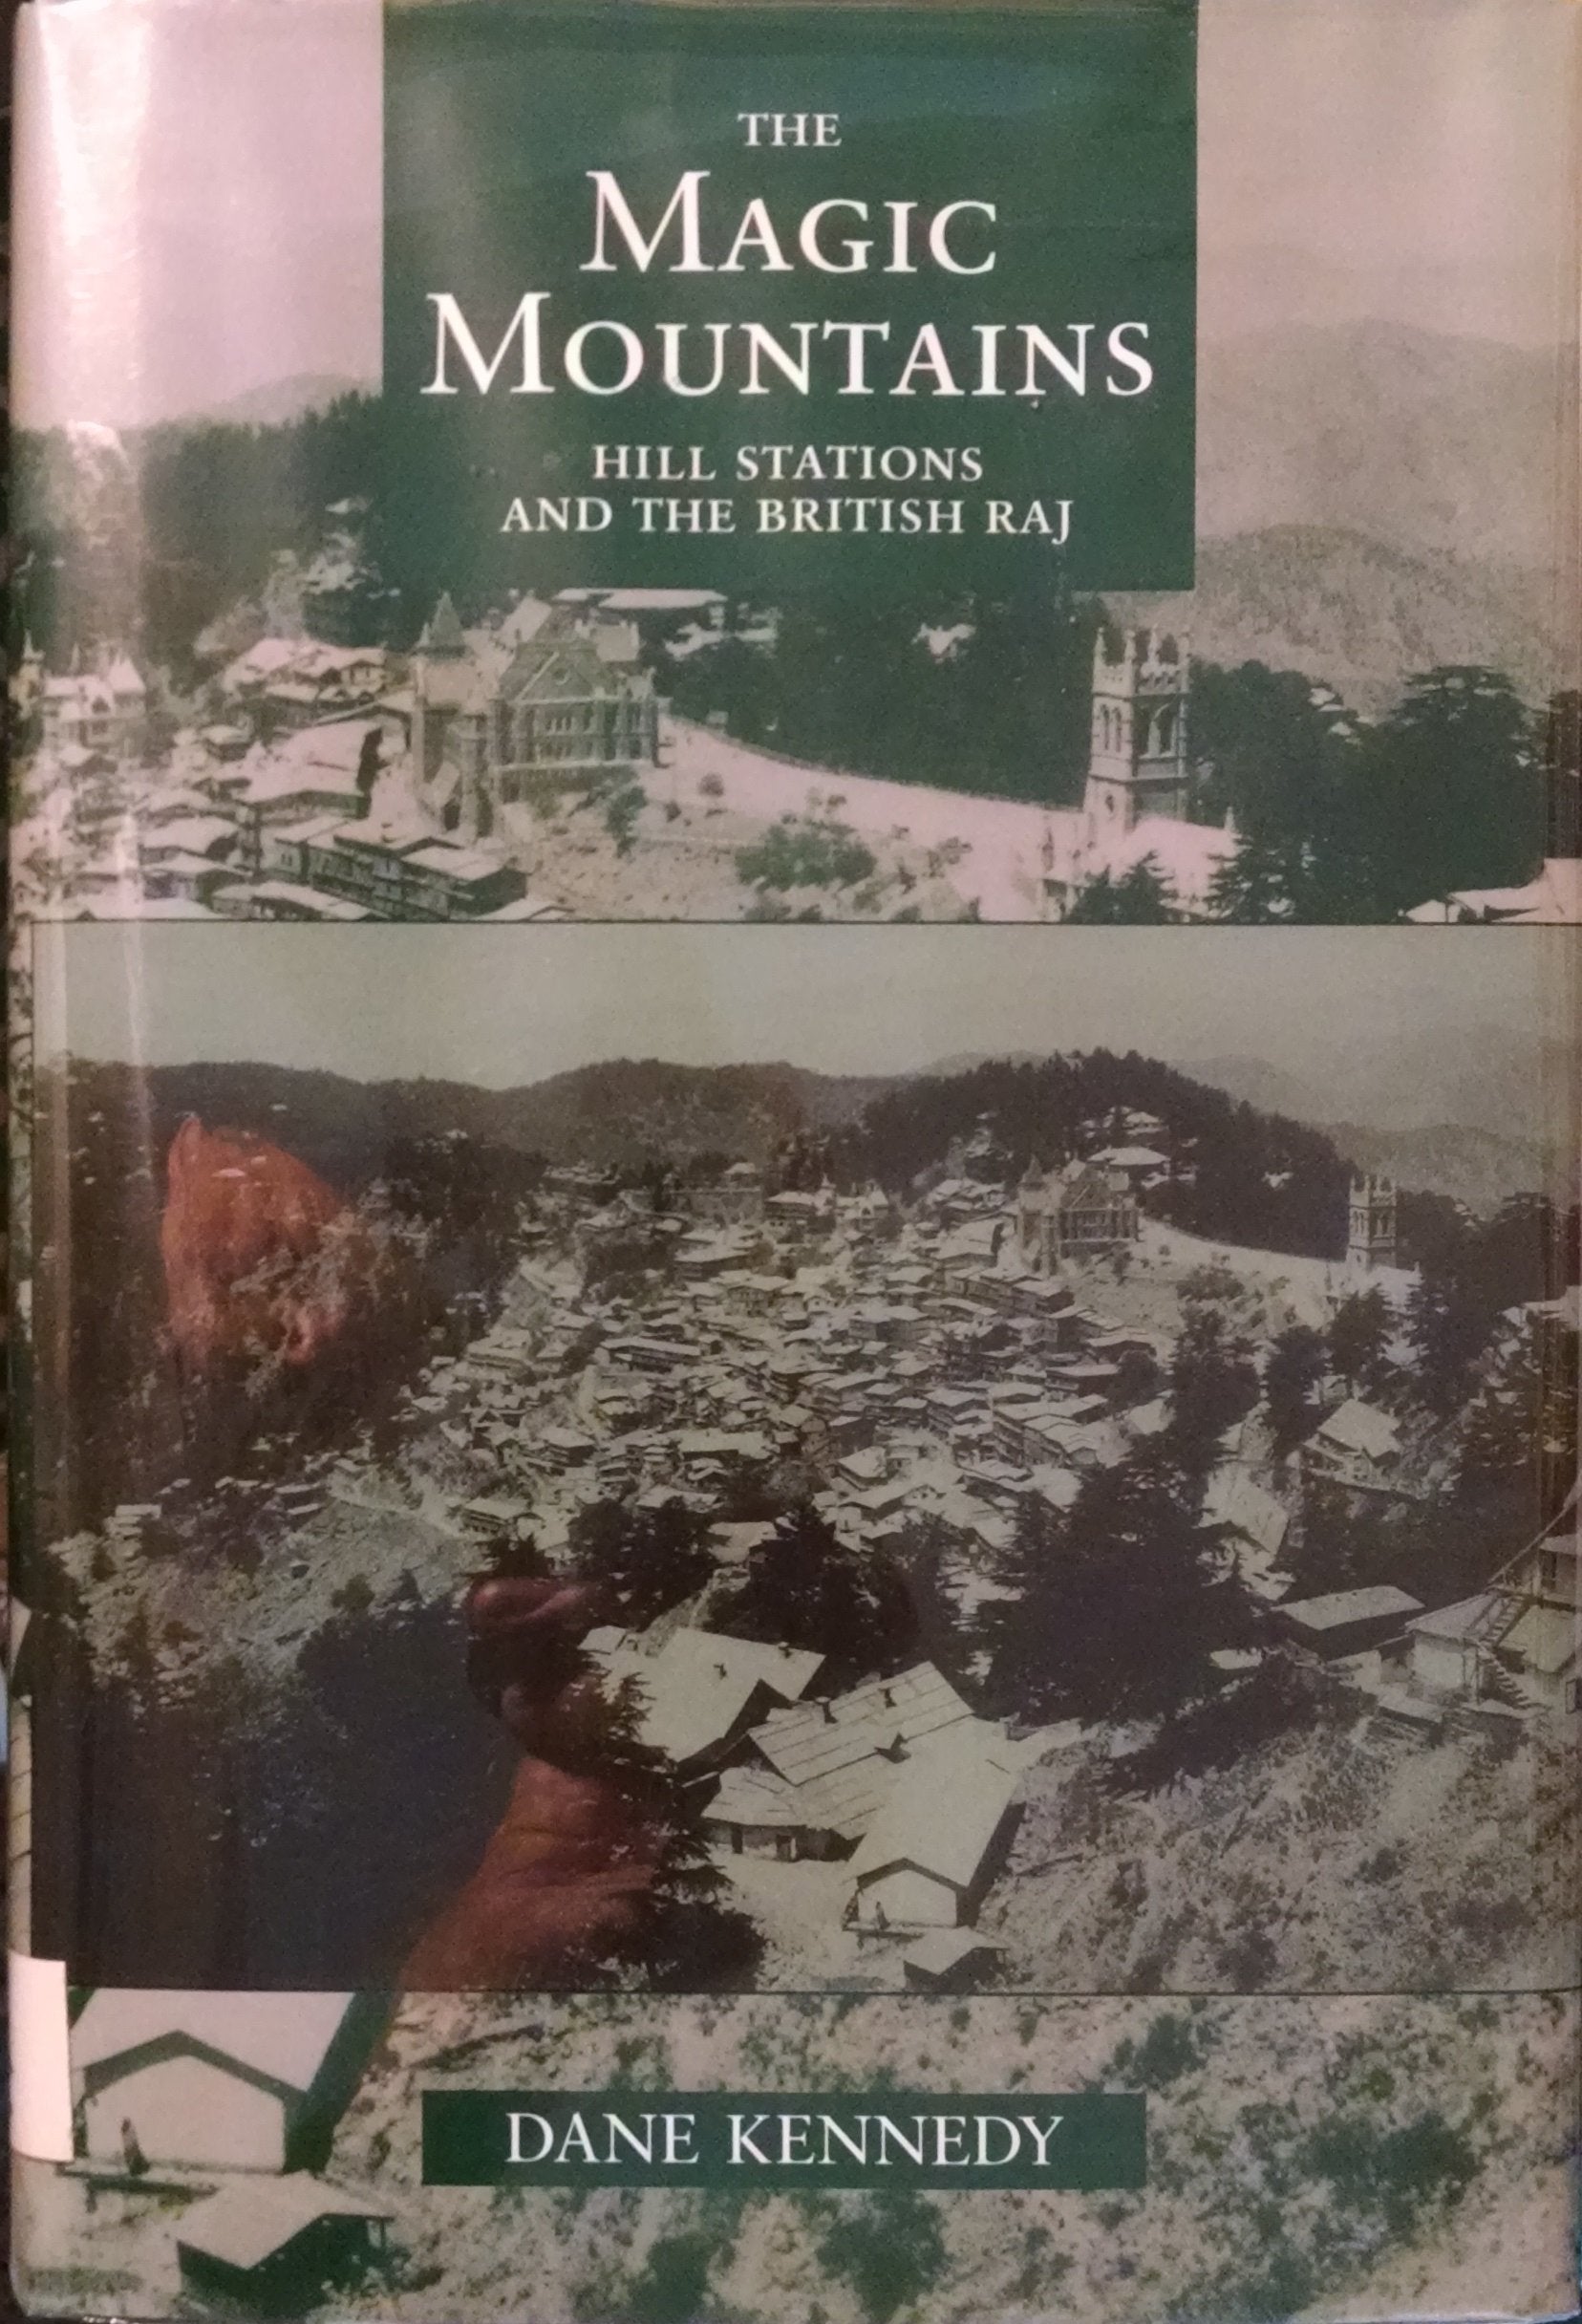 THE
MAGIC
MOUNTAINS
HILL STATIONS
AND THE BRITISH RAJ
DANE KENNEDY